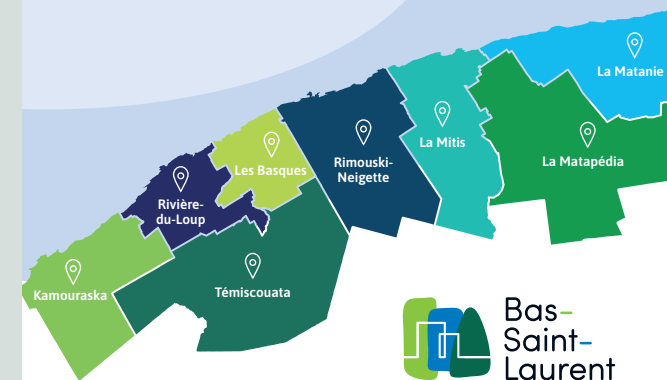 La Matanie
La Mitis
La Matapédia
Rimouski-
Neigette
Les Basques
Rivière-
du-Loup
Témiscouata
Kamouraska
Bas-
Saint-
Laurent